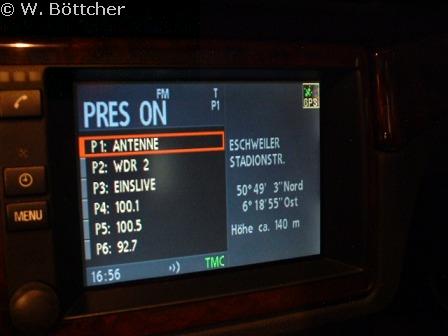 © W. Böttcher
FM
T
P1
GPS
PRES ON
P1: ANTENNE
P2: WDR 2
P3: EINSLIVE
P4: 100.1
P5: 100.5
P6: 92.7
ESCHWEILER
STADIONSTR.
50° 49' 3" Nord
6° 18'55" Ost
Höhe ca. 140 m
16:56
TMC
MENU